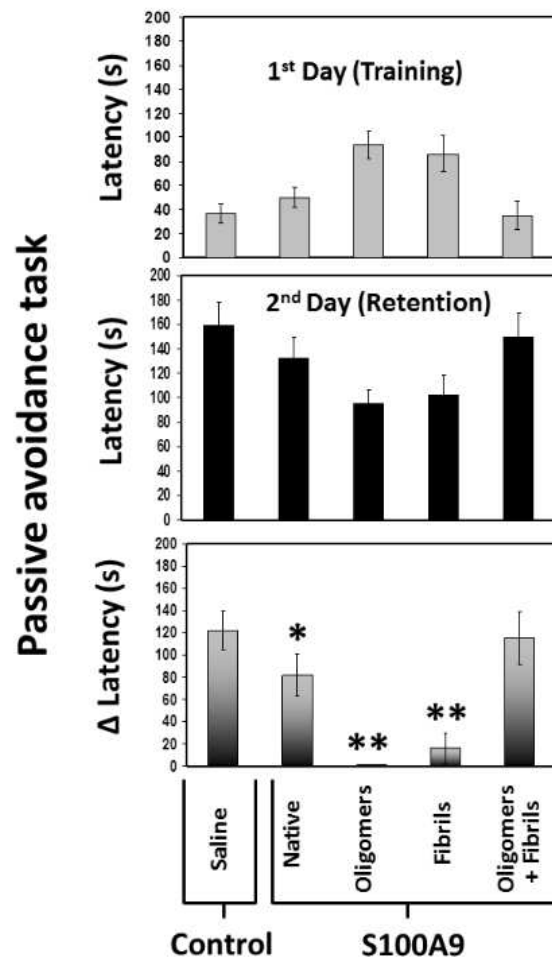 Passive avoidance task
Latency (s)
200
180
160
140
120
100
80
60
40
20
0
1st Day (Training)
Latency (s)
200
180
160
140
120
100
80
60
40
20
0
2nd Day (Retention)
Δ Latency (s)
200
180
160
140
120
100
80
60
40
20
0
*
**
**
Saline
Native
Oligomers
Fibrils
Oligomers
+ Fibrils
Control
S100A9